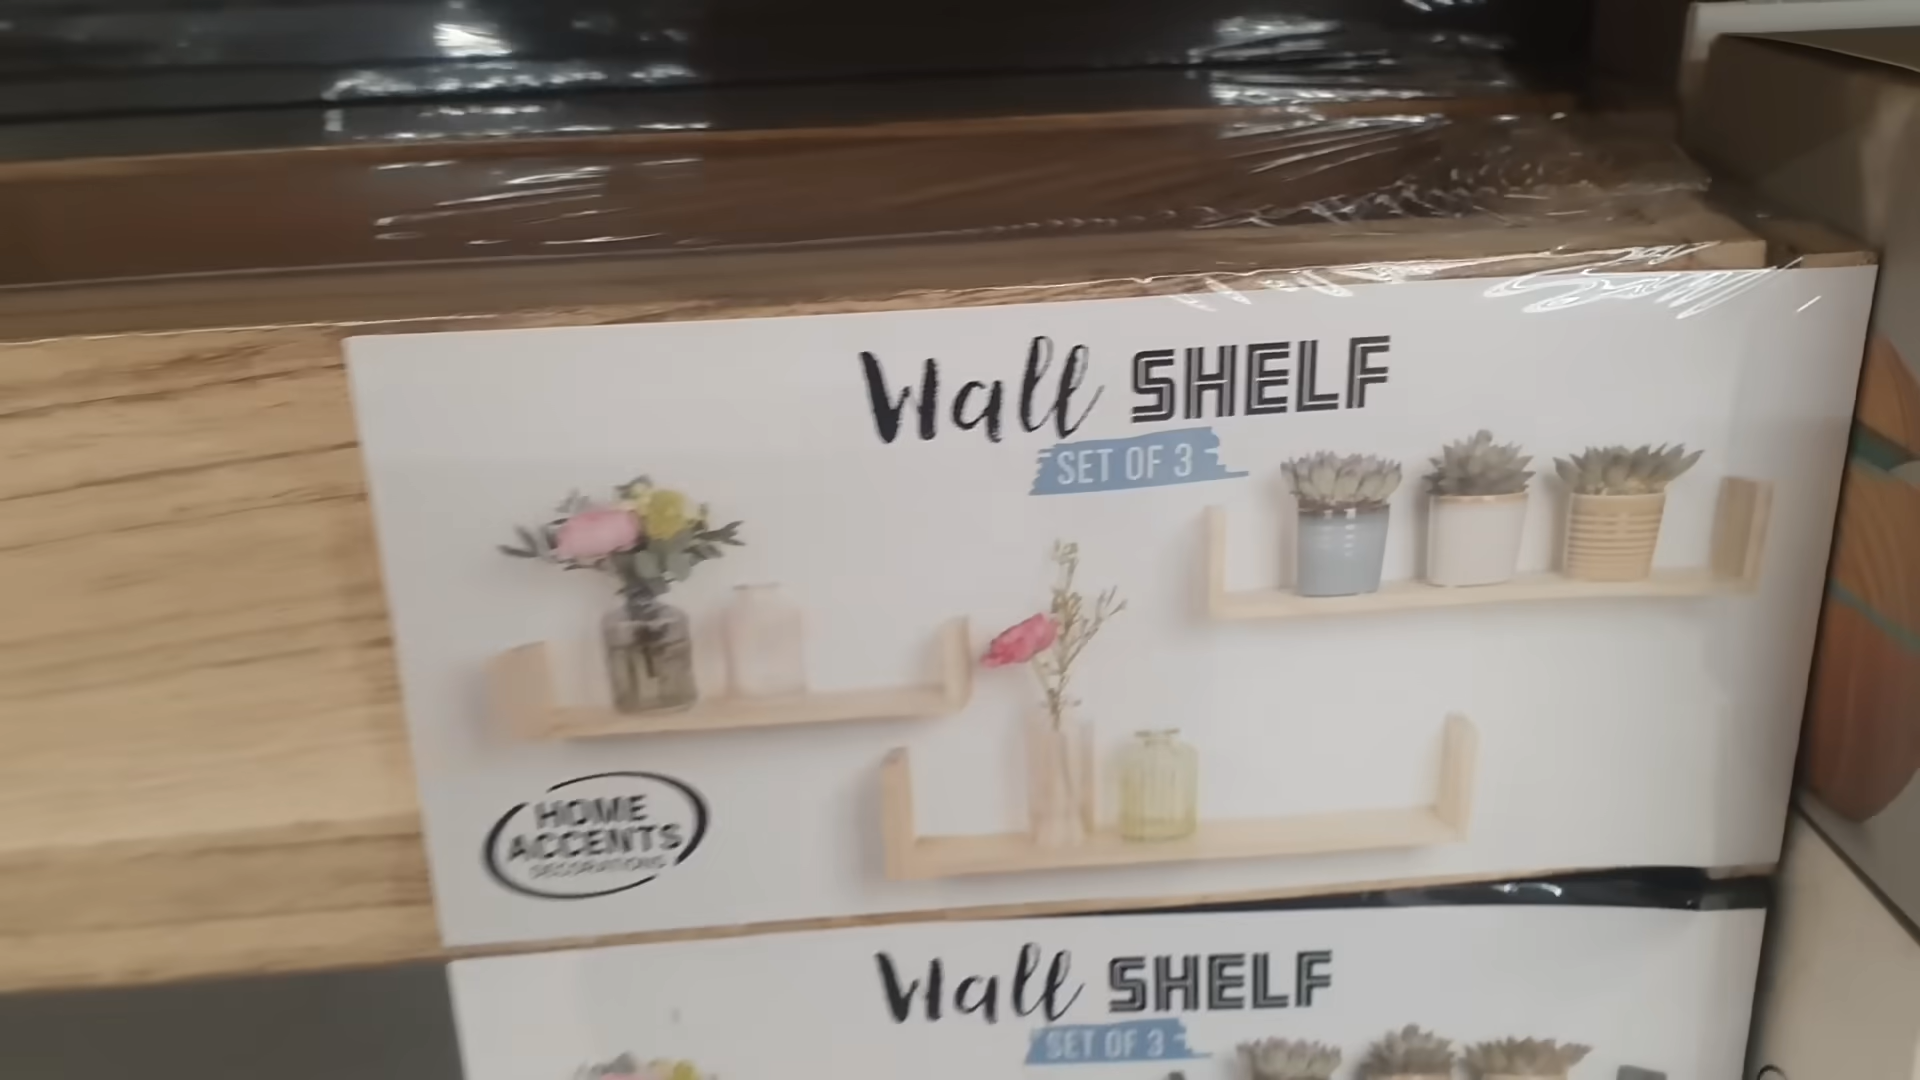 Wall SHELF
SET OF 3
HOME
ACCENTS
DECORATIONS
Wall SHELF
SET OF 3